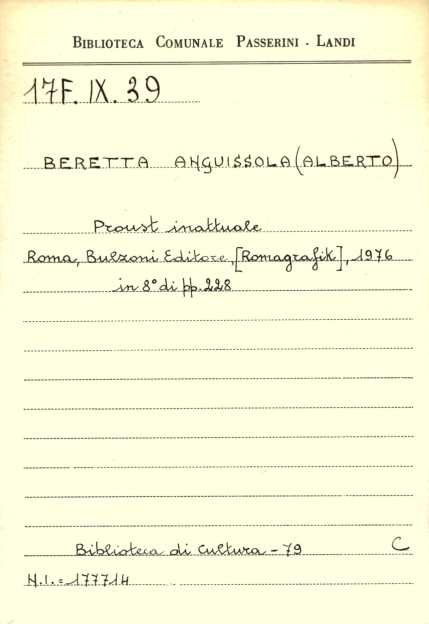 BIBLIOTECA COMUNALE PASSERINI - LANDI
17F. IX. 39
BERETTA ANGUISSOLA (ALBERTO)
Proust inattuale
Roma, Bulzoni Editore, [Romagrafik], 1976
in 8° di pp. 228
Biblioteca di Cultura - 79 C
N.I. = 177714